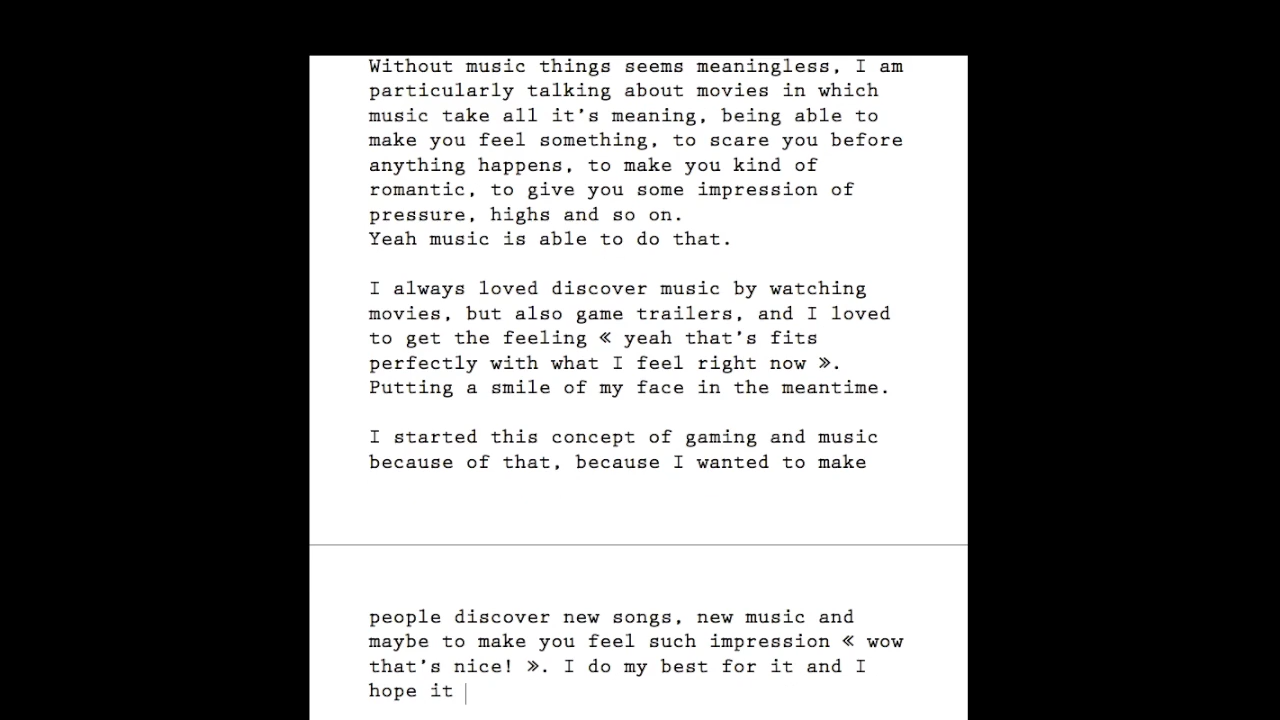 Without music things seems meaningless, I am
particularly talking about movies in which
music take all it's meaning, being able to
make you feel something, to scare you before
anything happens, to make you kind of
romantic, to give you some impression of
pressure, highs and so on.
Yeah music is able to do that.
I always loved discover music by watching
movies, but also game trailers, and I loved
to get the feeling « yeah that's fits
perfectly with what I feel right now ».
Putting a smile of my face in the meantime.
I started this concept of gaming and music
because of that, because I wanted to make
people discover new songs, new music and
maybe to make you feel such impression « wow
that's nice! ». I do my best for it and I
hope it